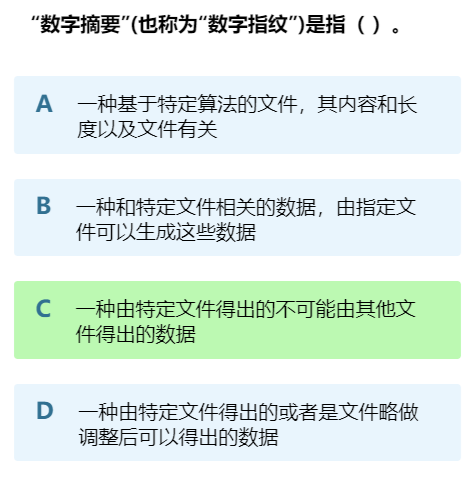 “数字摘要”(也称为“数字指纹”)是指（ ）。
A 一种基于特定算法的文件，其内容和长
度以及文件有关
B 一种和特定文件相关的数据，由指定文
件可以生成这些数据
C 一种由特定文件得出的不可能由其他文
件得出的数据
D 一种由特定文件得出的或者是文件略做
调整后可以得出的数据